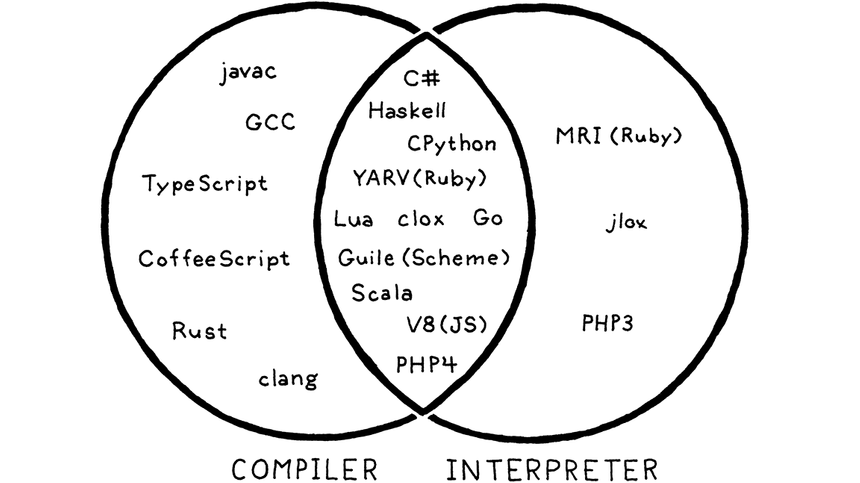 javac
GCC
TypeScript
CoffeeScript
Rust
clang
C#
Haskell
CPython
YARV(Ruby)
Lua clox Go
Guile (Scheme)
Scala
V8(JS)
PHP4
MRI (Ruby)
jlox
PHP3
COMPILER
INTERPRETER